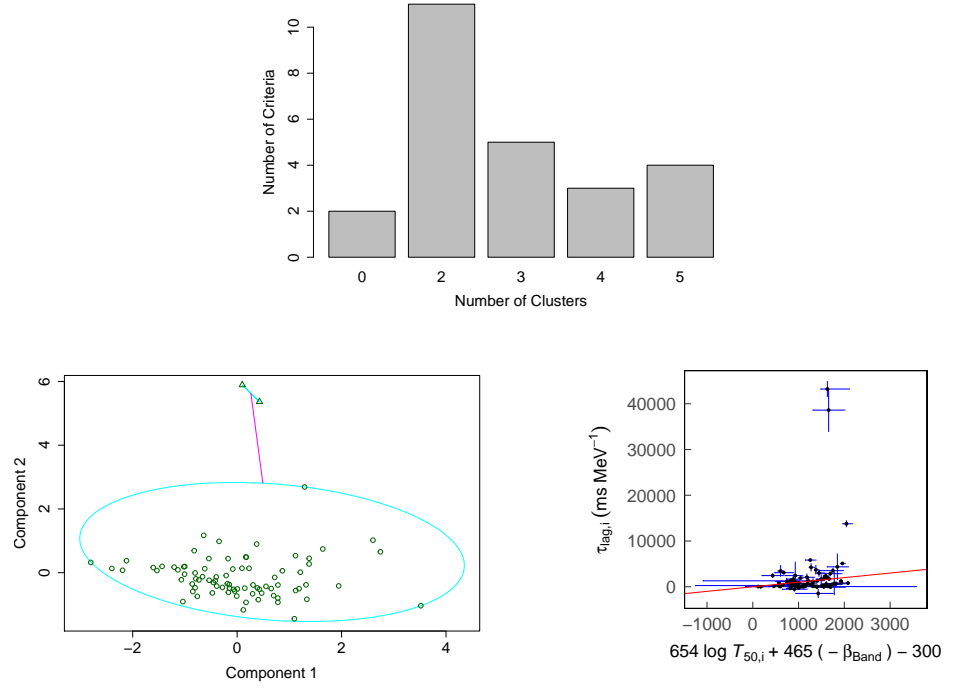 Number of Criteria
0 2 4 6 8 10
0 2 3 4 5
Number of Clusters
Component 2
0 2 4 6
−2 0 2 4
Component 1
τlag,i (ms MeV−1)
40000
30000
20000
10000
0
−1000 0 1000 2000 3000
654 log T50,i + 465 ( − βBand ) − 300